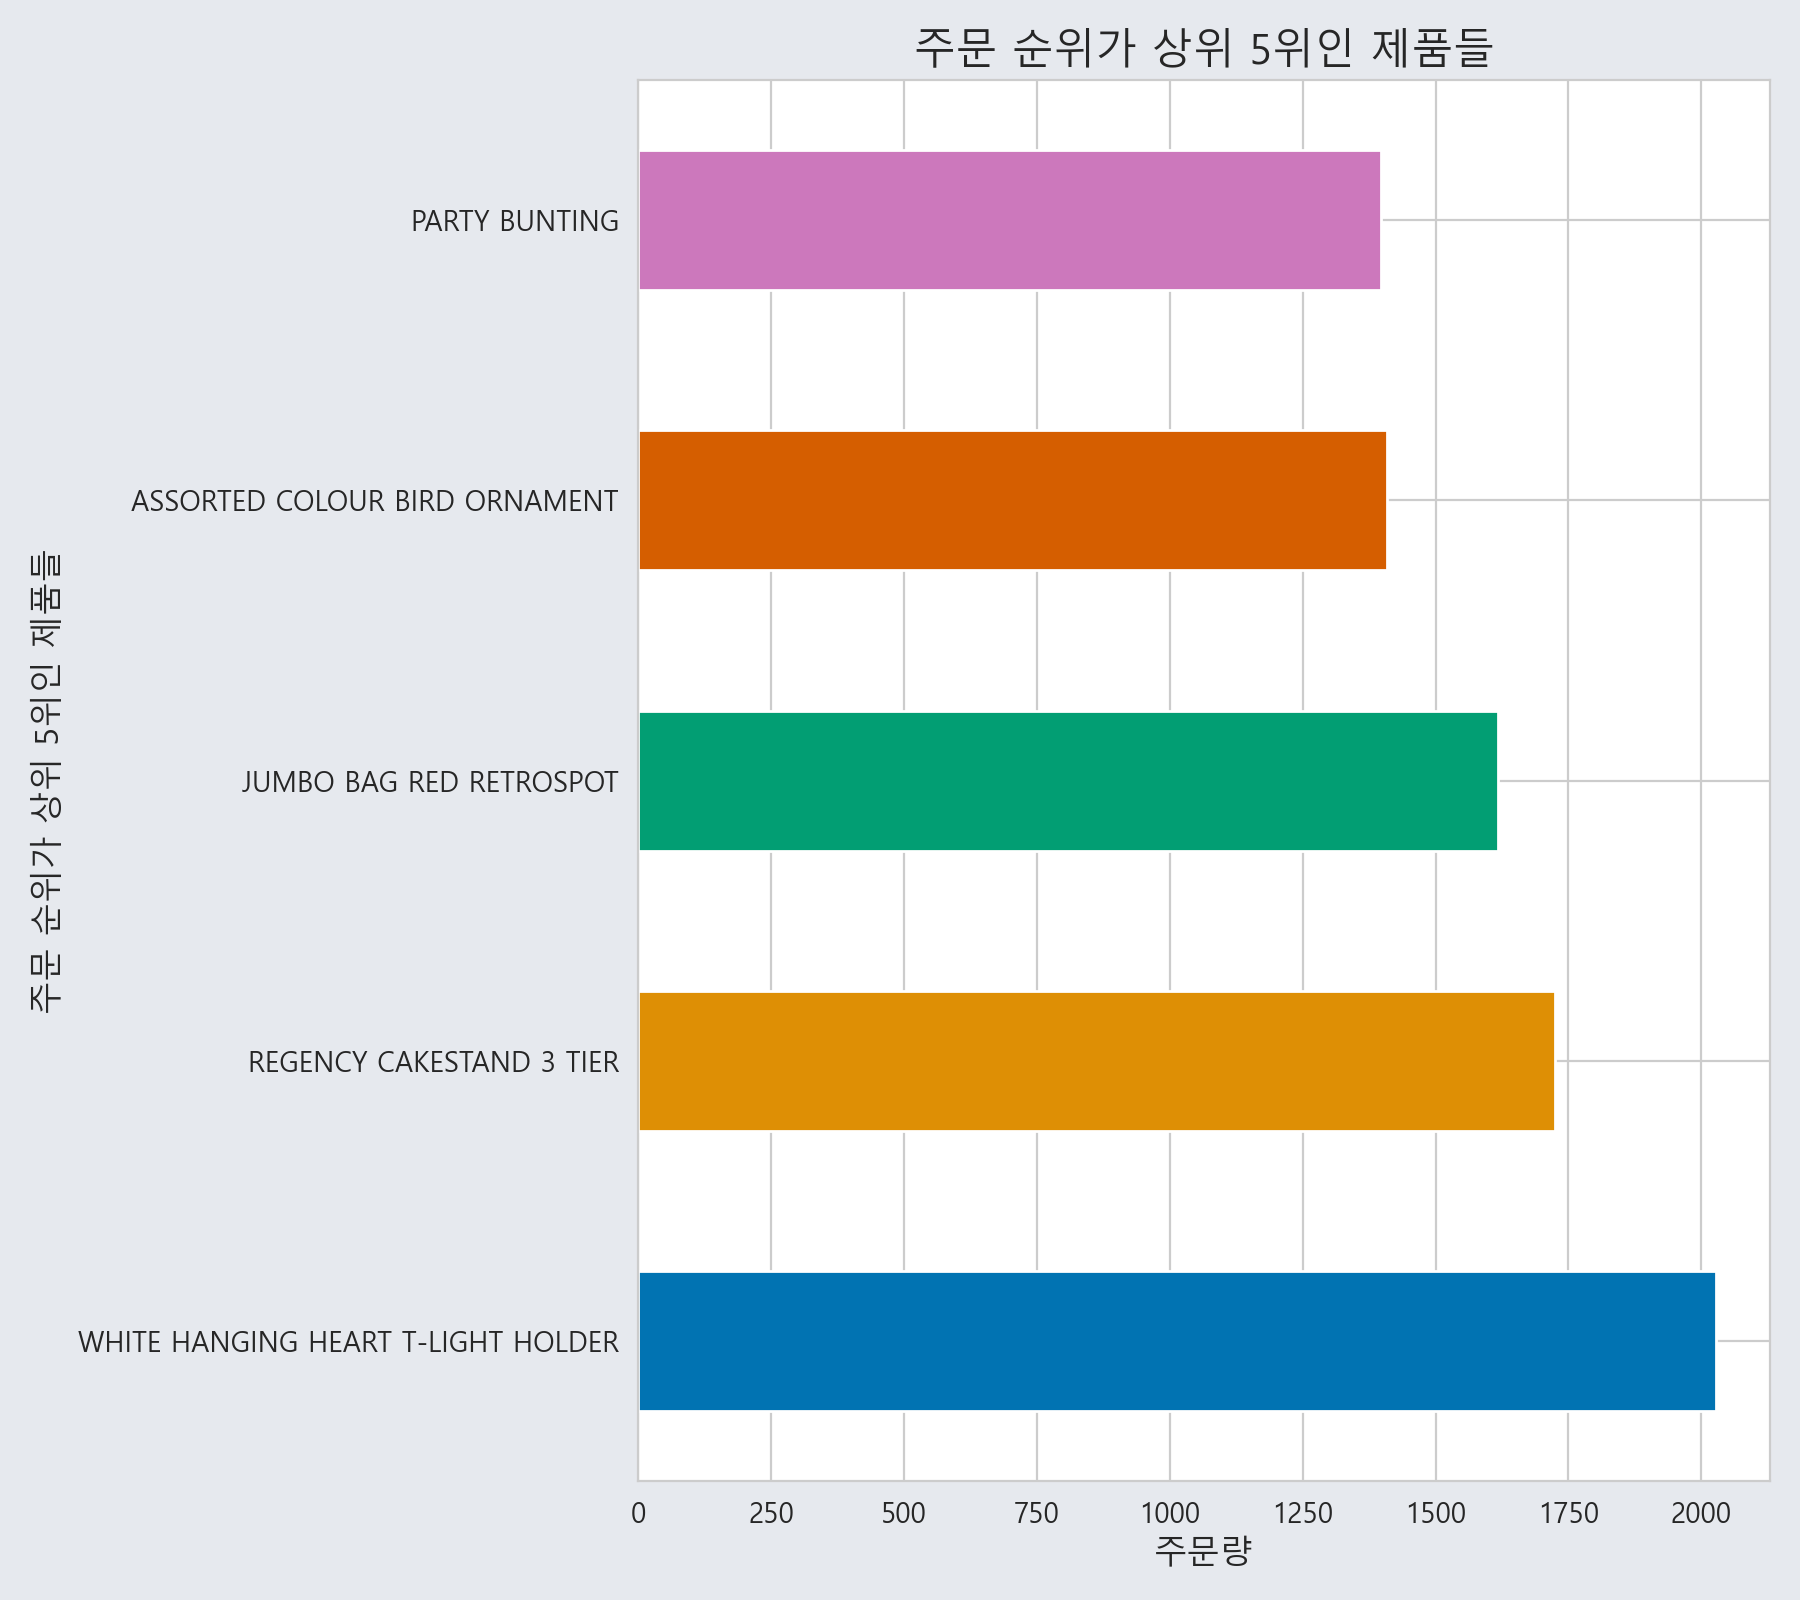 주문 순위가 상위 5위인 제품들
주문 순위가 상위 5위인 제품들
PARTY BUNTING
ASSORTED COLOUR BIRD ORNAMENT
JUMBO BAG RED RETROSPOT
REGENCY CAKESTAND 3 TIER
WHITE HANGING HEART T-LIGHT HOLDER
0 250 500 750 1000 1250 1500 1750 2000
주문량